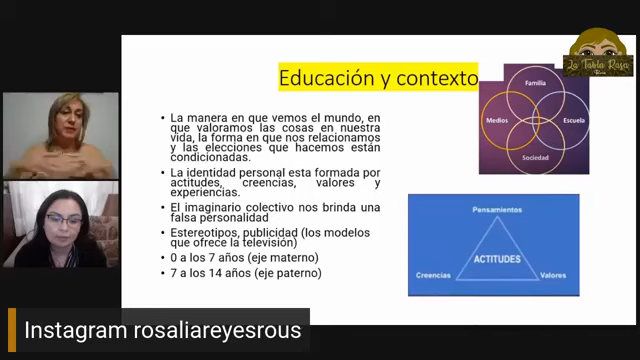 La Tabla Rosa
Educación y contexto
• La manera en que vemos el mundo, en
que valoramos las cosas en nuestra
vida, la forma en que nos relacionamos
y las elecciones que hacemos están
condicionadas.
• La identidad personal esta formada por
actitudes, creencias, valores y
experiencias.
• El imaginario colectivo nos brinda una
falsa personalidad
• Estereotipos, publicidad (los modelos
que ofrece la televisión)
• 0 a los 7 años (eje materno)
• 7 a los 14 años (eje paterno)
Familia
Medios
Escuela
Sociedad
Pensamientos
ACTITUDES
Creencias
Valores
Instagram rosaliareyesrous